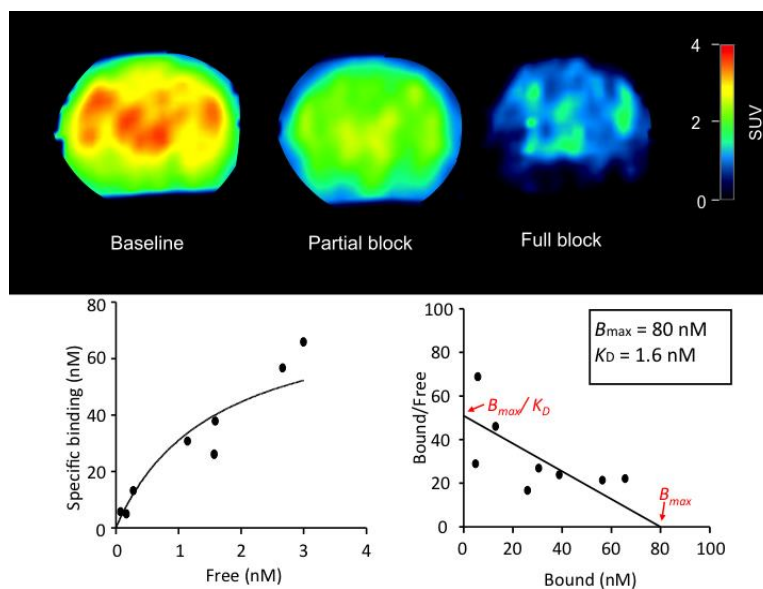 4
2
0
SUV
Baseline
Partial block
Full block
80
60
40
20
0
Specific binding (nM)
0
1
2
3
4
Free (nM)
100
80
60
40
20
0
Bound/Free
Bmax/ KD
Bmax
Bmax = 80 nM
KD = 1.6 nM
0
20
40
60
80
100
Bound (nM)